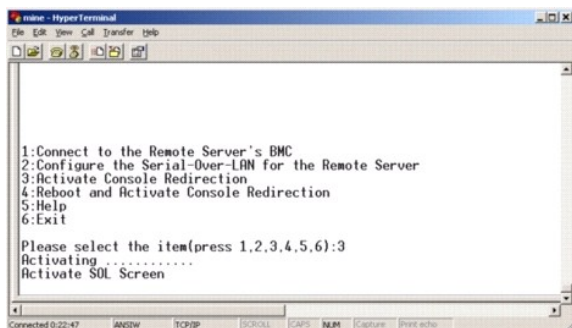 mine - HyperTerminal
File Edit View Call Transfer Help
1:Connect to the Remote Server's BMC
2:Configure the Serial-Over-LAN for the Remote Server
3:Activate Console Redirection
4:Reboot and Activate Console Redirection
5:Help
6:Exit
Please select the item(press 1,2,3,4,5,6):3
Activating ............
Activate SOL Screen
Connected 0:22:47 ANSIW TCP/IP SCROLL CAPS NUM Capture Print echo